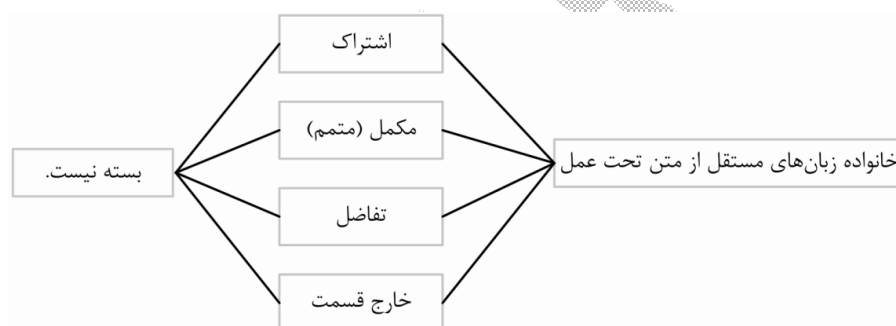 خانواده زبان‌های مستقل از متن تحت عمل
اشتراک
مکمل (متمم)
تفاضل
خارج قسمت
بسته نیست.